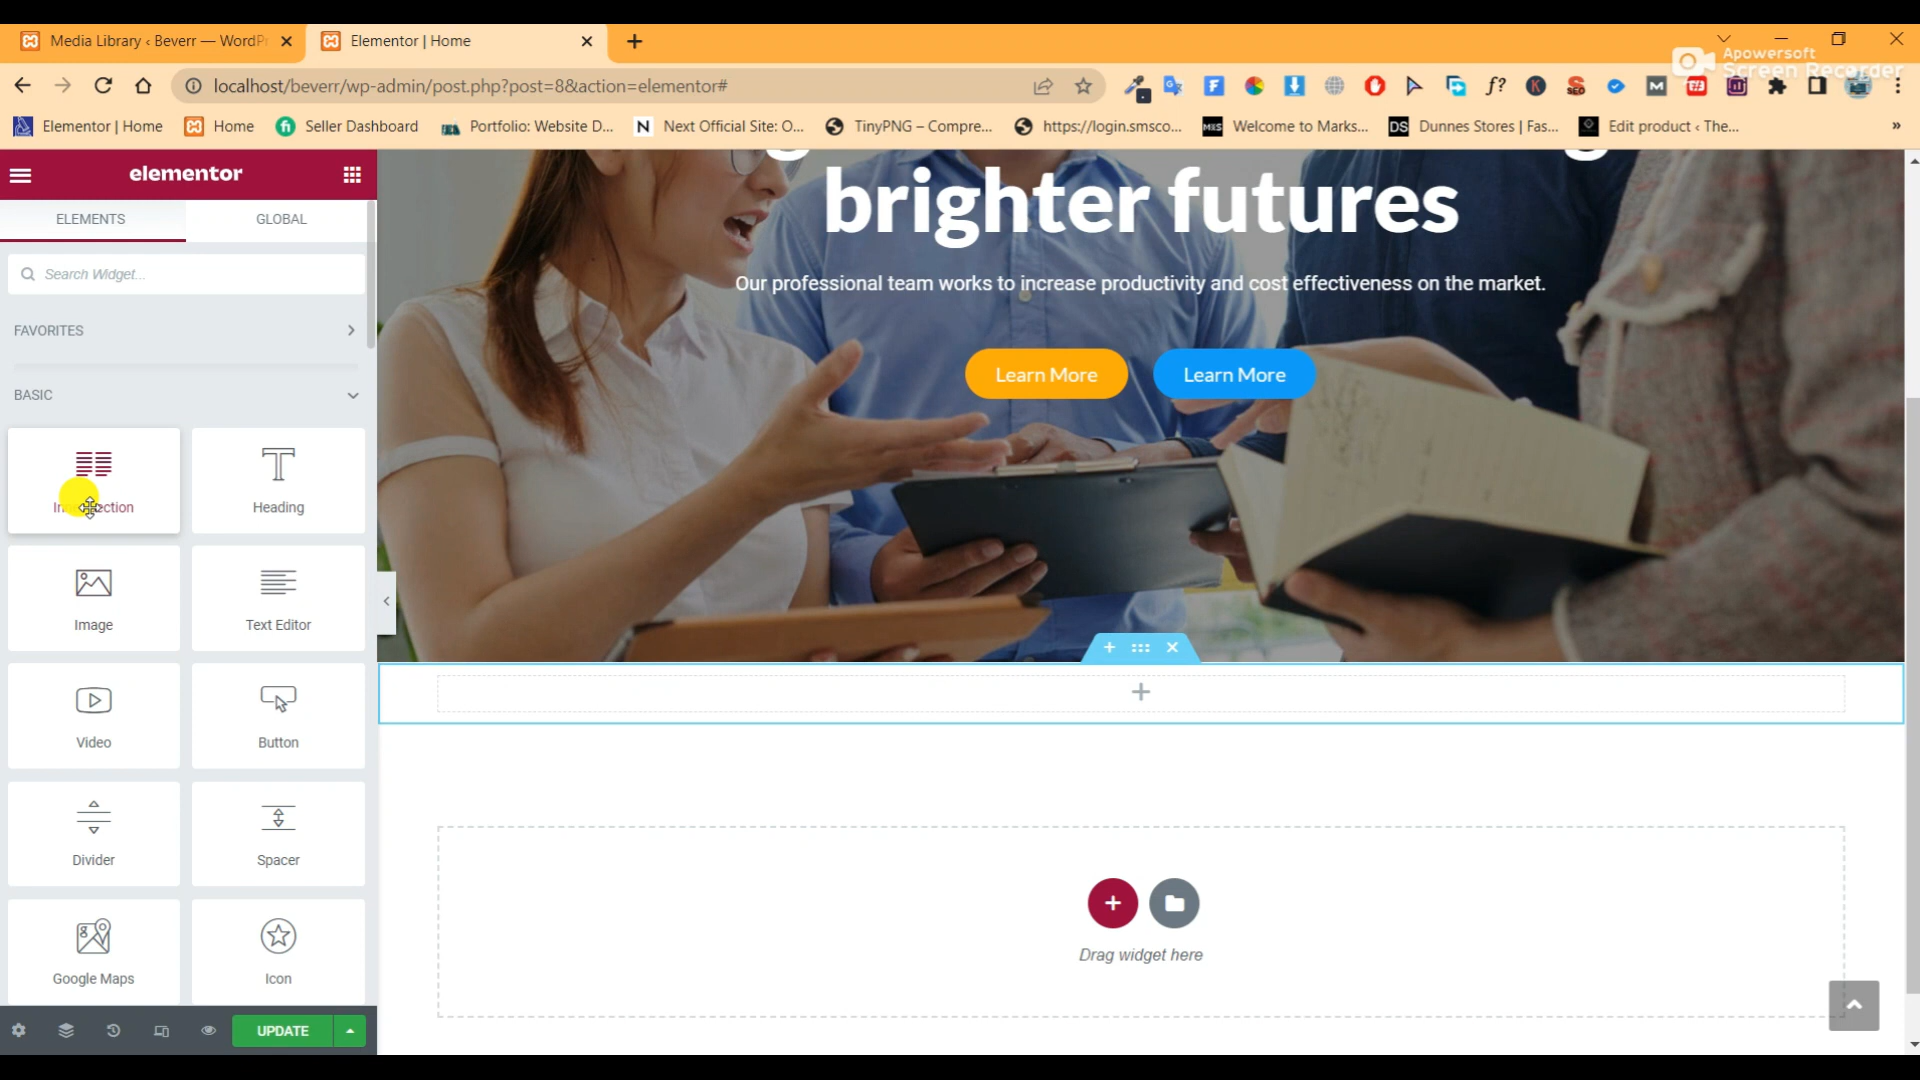 Media Library ‹ Beverr — WordPr
Elementor | Home
Apowersoft
Screen Recorder
localhost/beverr/wp-admin/post.php?post=8&action=elementor#
Elementor | Home
Home
Seller Dashboard
Portfolio: Website D...
Next Official Site: O...
TinyPNG – Compre...
https://login.smsco...
Welcome to Marks...
Dunnes Stores | Fas...
Edit product ‹ The...
elementor
ELEMENTS
GLOBAL
Search Widget...
FAVORITES
BASIC
Heading
Image
Text Editor
Video
Button
Divider
Spacer
Google Maps
Icon
UPDATE
brighter futures
Our professional team works to increase productivity and cost effectiveness on the market.
Learn More
Learn More
Drag widget here